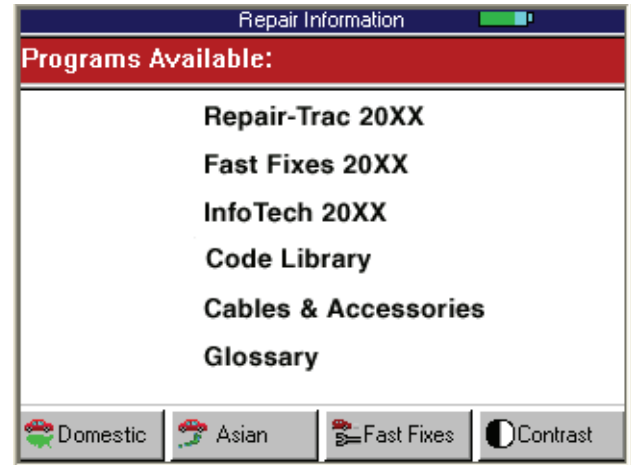 Repair Information
Programs Available:
Repair-Trac 20XX
Fast Fixes 20XX
InfoTech 20XX
Code Library
Cables & Accessories
Glossary
Domestic Asian Fast Fixes Contrast